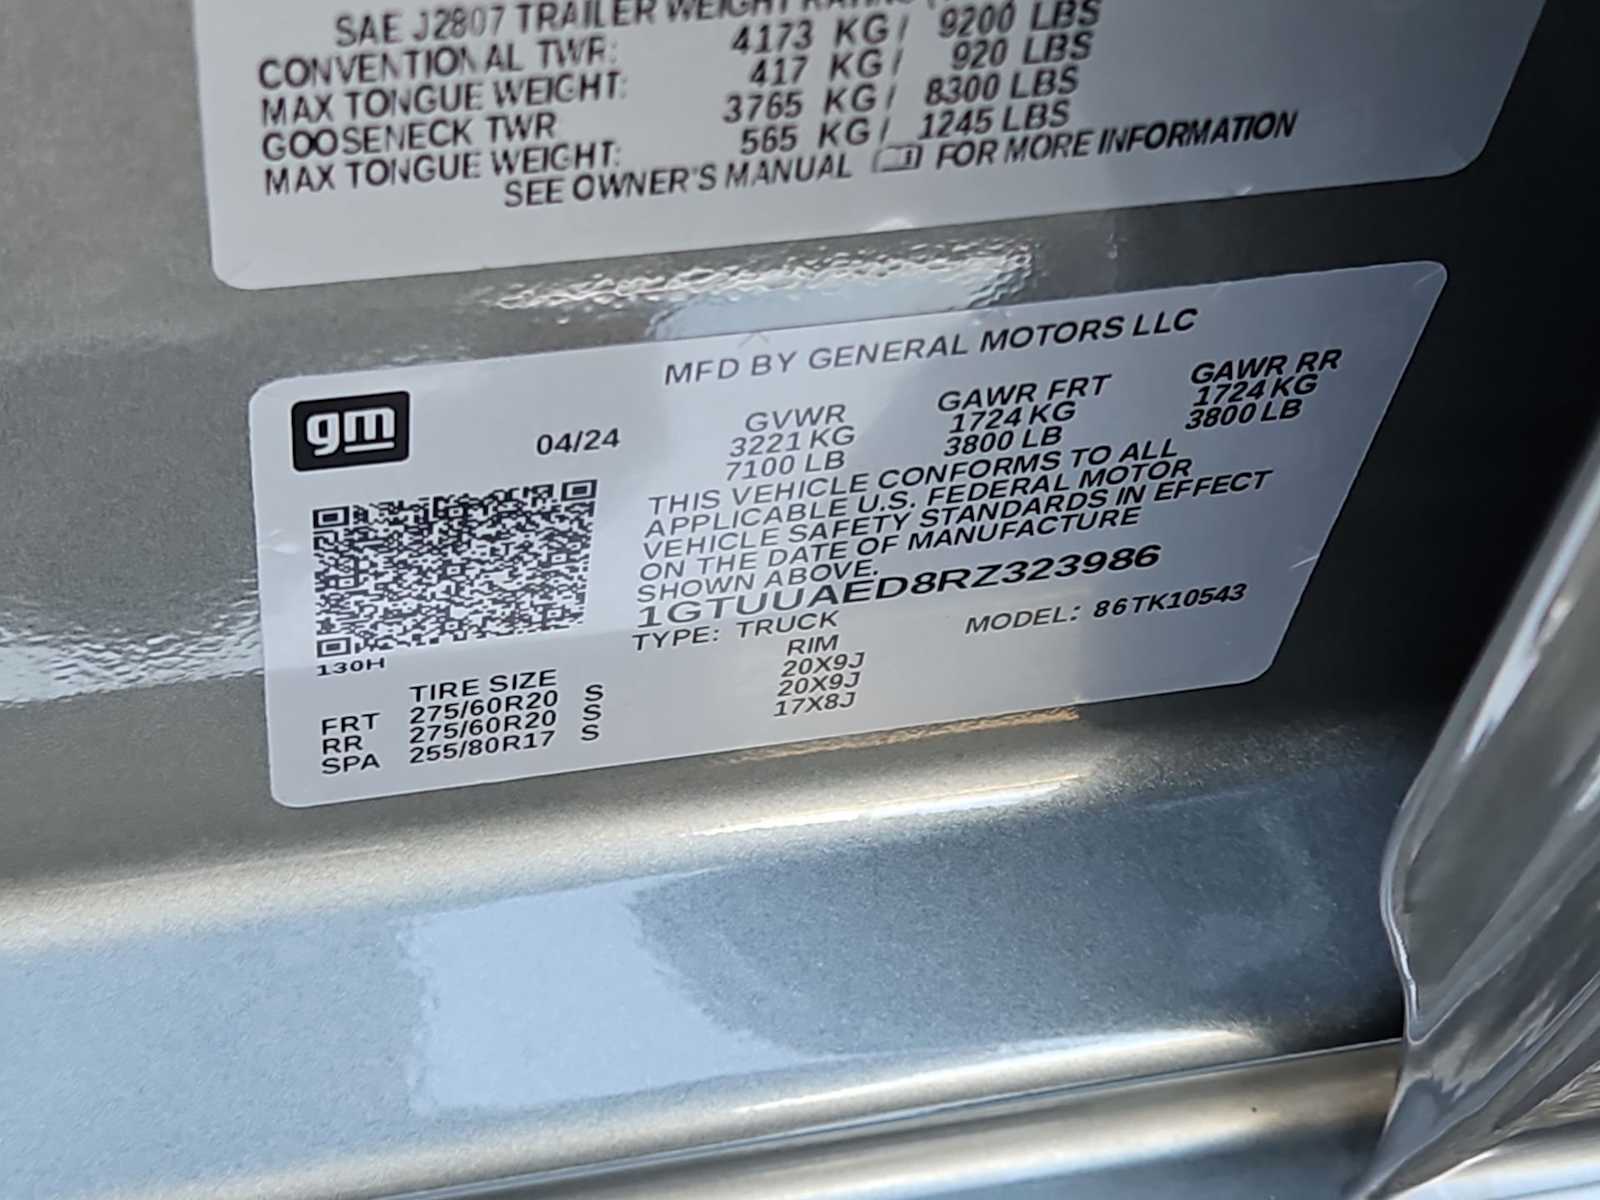 SAE J2807 TRAILER WEIGHT
CONVENTIONAL TWR: 4173 KG / 9200 LBS
MAX TONGUE WEIGHT: 417 KG / 920 LBS
GOOSENECK TWR 3765 KG / 8300 LBS
MAX TONGUE WEIGHT: 565 KG / 1245 LBS
SEE OWNER'S MANUAL FOR MORE INFORMATION
MFD BY GENERAL MOTORS LLC
gm
04/24
GVWR GAWR FRT GAWR RR
3221 KG 1724 KG 1724 KG
7100 LB 3800 LB 3800 LB
THIS VEHICLE CONFORMS TO ALL
APPLICABLE U.S. FEDERAL MOTOR
VEHICLE SAFETY STANDARDS IN EFFECT
ON THE DATE OF MANUFACTURE
SHOWN ABOVE.
1GTUUAED8RZ323986
TYPE: TRUCK MODEL: 86TK10543
130H
TIRE SIZE RIM
FRT 275/60R20 S 20X9J
RR 275/60R20 S 20X9J
SPA 255/80R17 S 17X8J